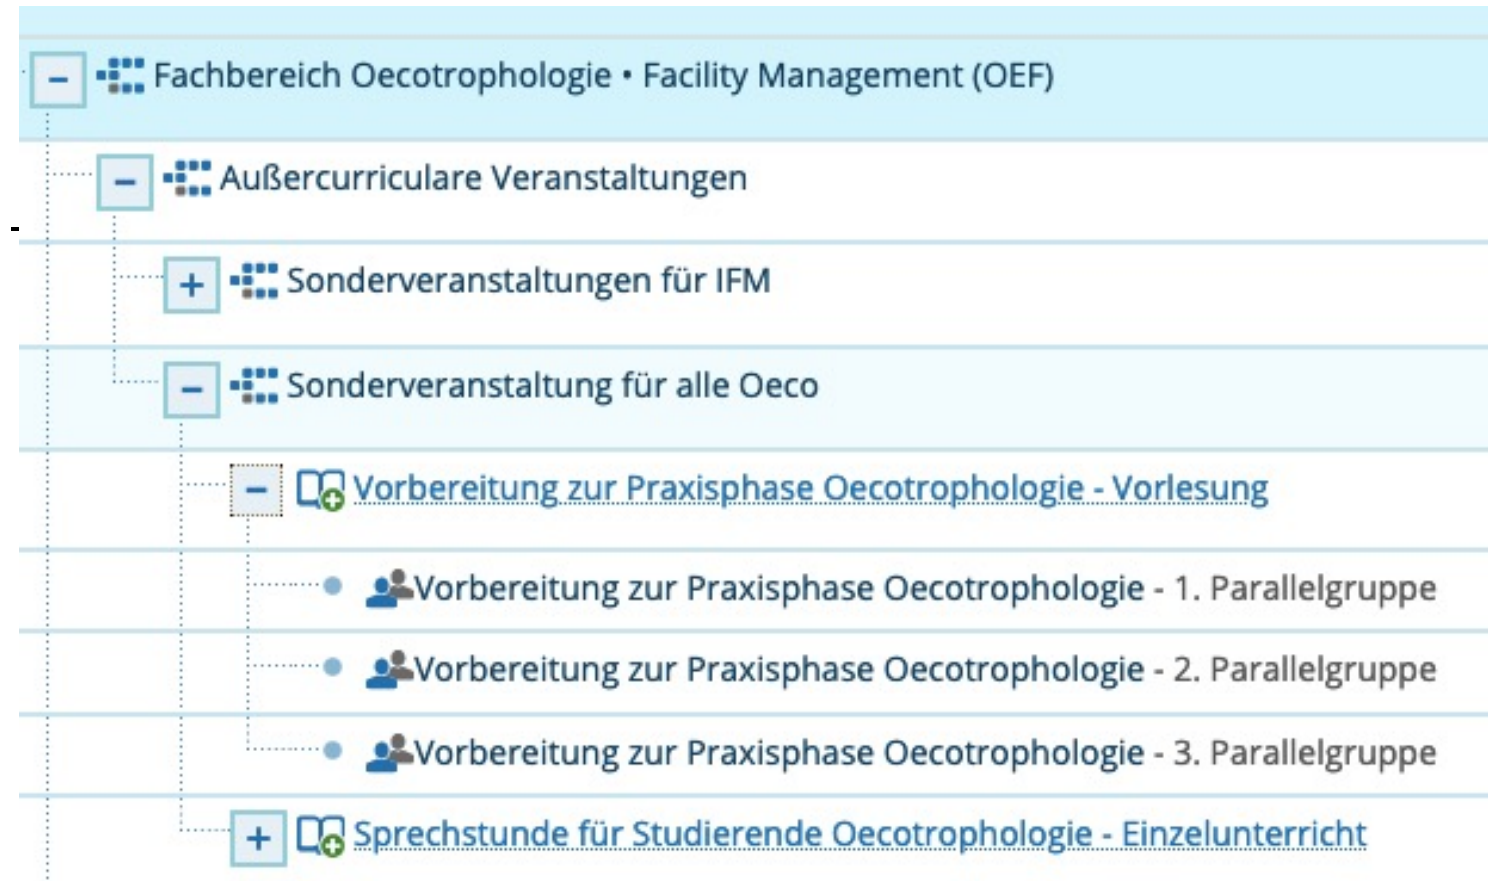 Fachbereich Oecotrophologie • Facility Management (OEF)
Außercurriculare Veranstaltungen
Sonderveranstaltungen für IFM
Sonderveranstaltung für alle Oeco
Vorbereitung zur Praxisphase Oecotrophologie - Vorlesung
Vorbereitung zur Praxisphase Oecotrophologie - 1. Parallelgruppe
Vorbereitung zur Praxisphase Oecotrophologie - 2. Parallelgruppe
Vorbereitung zur Praxisphase Oecotrophologie - 3. Parallelgruppe
Sprechstunde für Studierende Oecotrophologie - Einzelunterricht